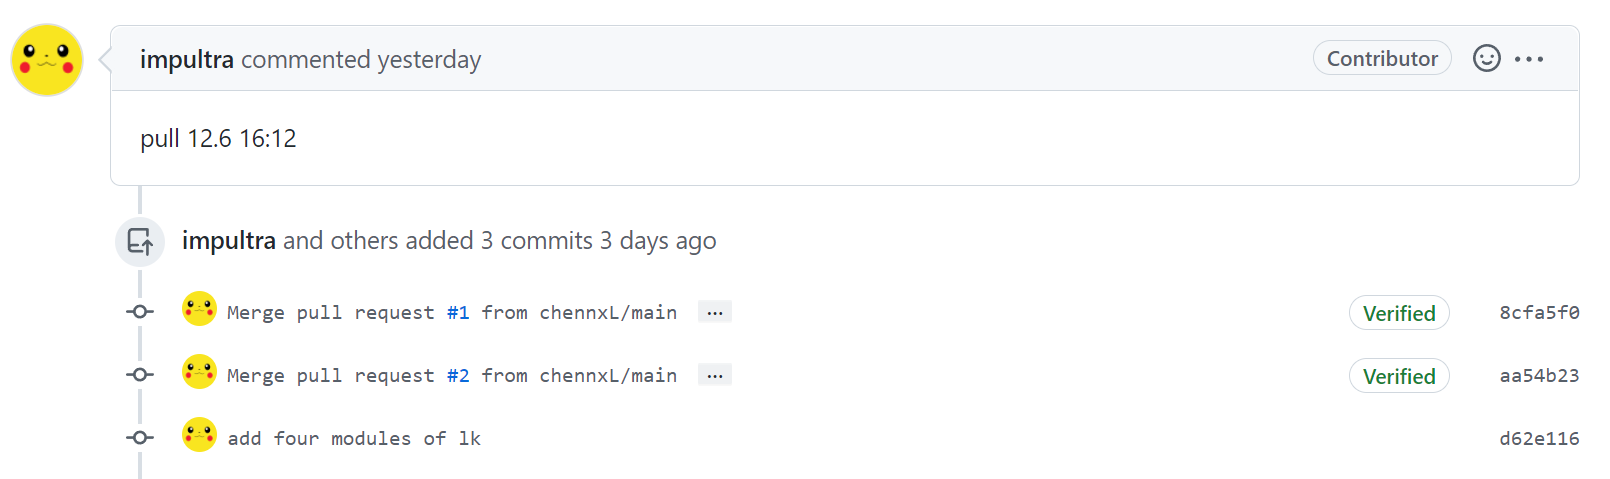 impultra commented yesterday Contributor
pull 12.6 16:12
impultra and others added 3 commits 3 days ago
Merge pull request #1 from chennxL/main ... Verified 8cfa5f0
Merge pull request #2 from chennxL/main ... Verified aa54b23
add four modules of lk d62e116